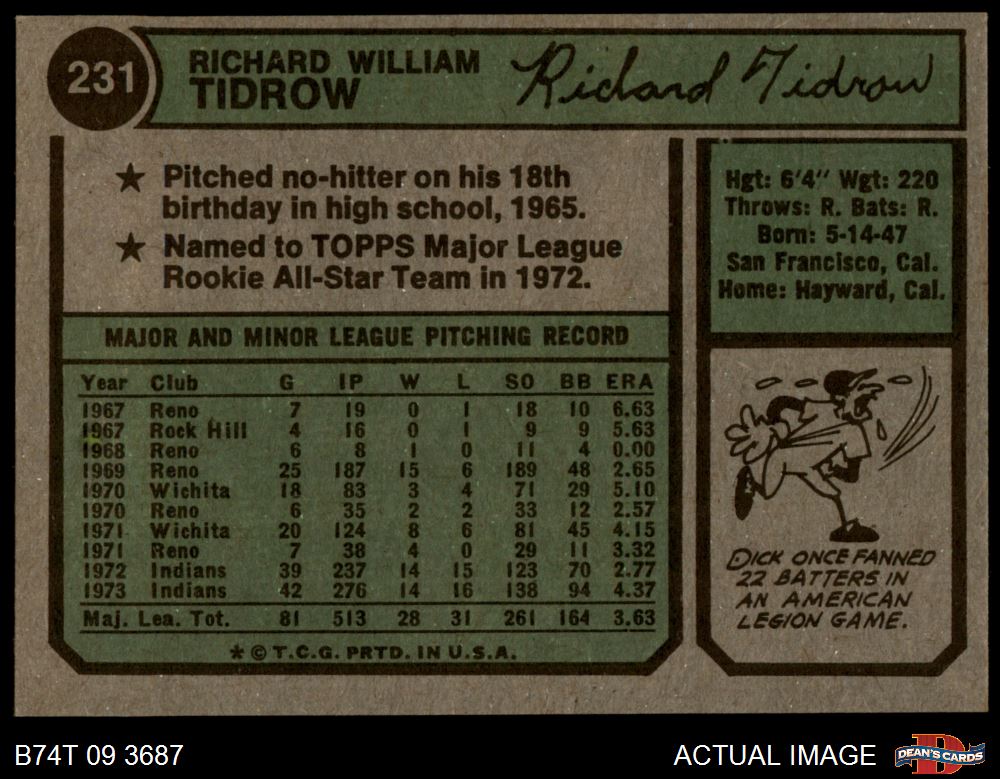 231
RICHARD WILLIAM
TIDROW
Richard Tidrow
★ Pitched no-hitter on his 18th
birthday in high school, 1965.
★ Named to TOPPS Major League
Rookie All-Star Team in 1972.
Hgt: 6'4" Wgt: 220
Throws: R. Bats: R.
Born: 5-14-47
San Francisco, Cal.
Home: Hayward, Cal.
MAJOR AND MINOR LEAGUE PITCHING RECORD
Year Club G IP W L SO BB ERA
1967 Reno 7 19 0 1 18 10 6.63
1967 Rock Hill 4 16 0 1 9 9 5.63
1968 Reno 6 8 1 0 11 4 0.00
1969 Reno 25 187 15 6 189 48 2.65
1970 Wichita 18 83 3 4 71 29 5.10
1970 Reno 6 35 2 2 33 12 2.57
1971 Wichita 20 124 8 6 81 45 4.15
1971 Reno 7 38 4 0 29 11 3.32
1972 Indians 39 237 14 15 123 70 2.77
1973 Indians 42 276 14 16 138 94 4.37
Maj. Lea. Tot. 81 513 28 31 261 164 3.63
★ © T.C.G. PRTD. IN U.S.A.
DICK ONCE FANNED
22 BATTERS IN
AN AMERICAN
LEGION GAME.
B74T 09 3687
ACTUAL IMAGE
DEAN'S CARDS